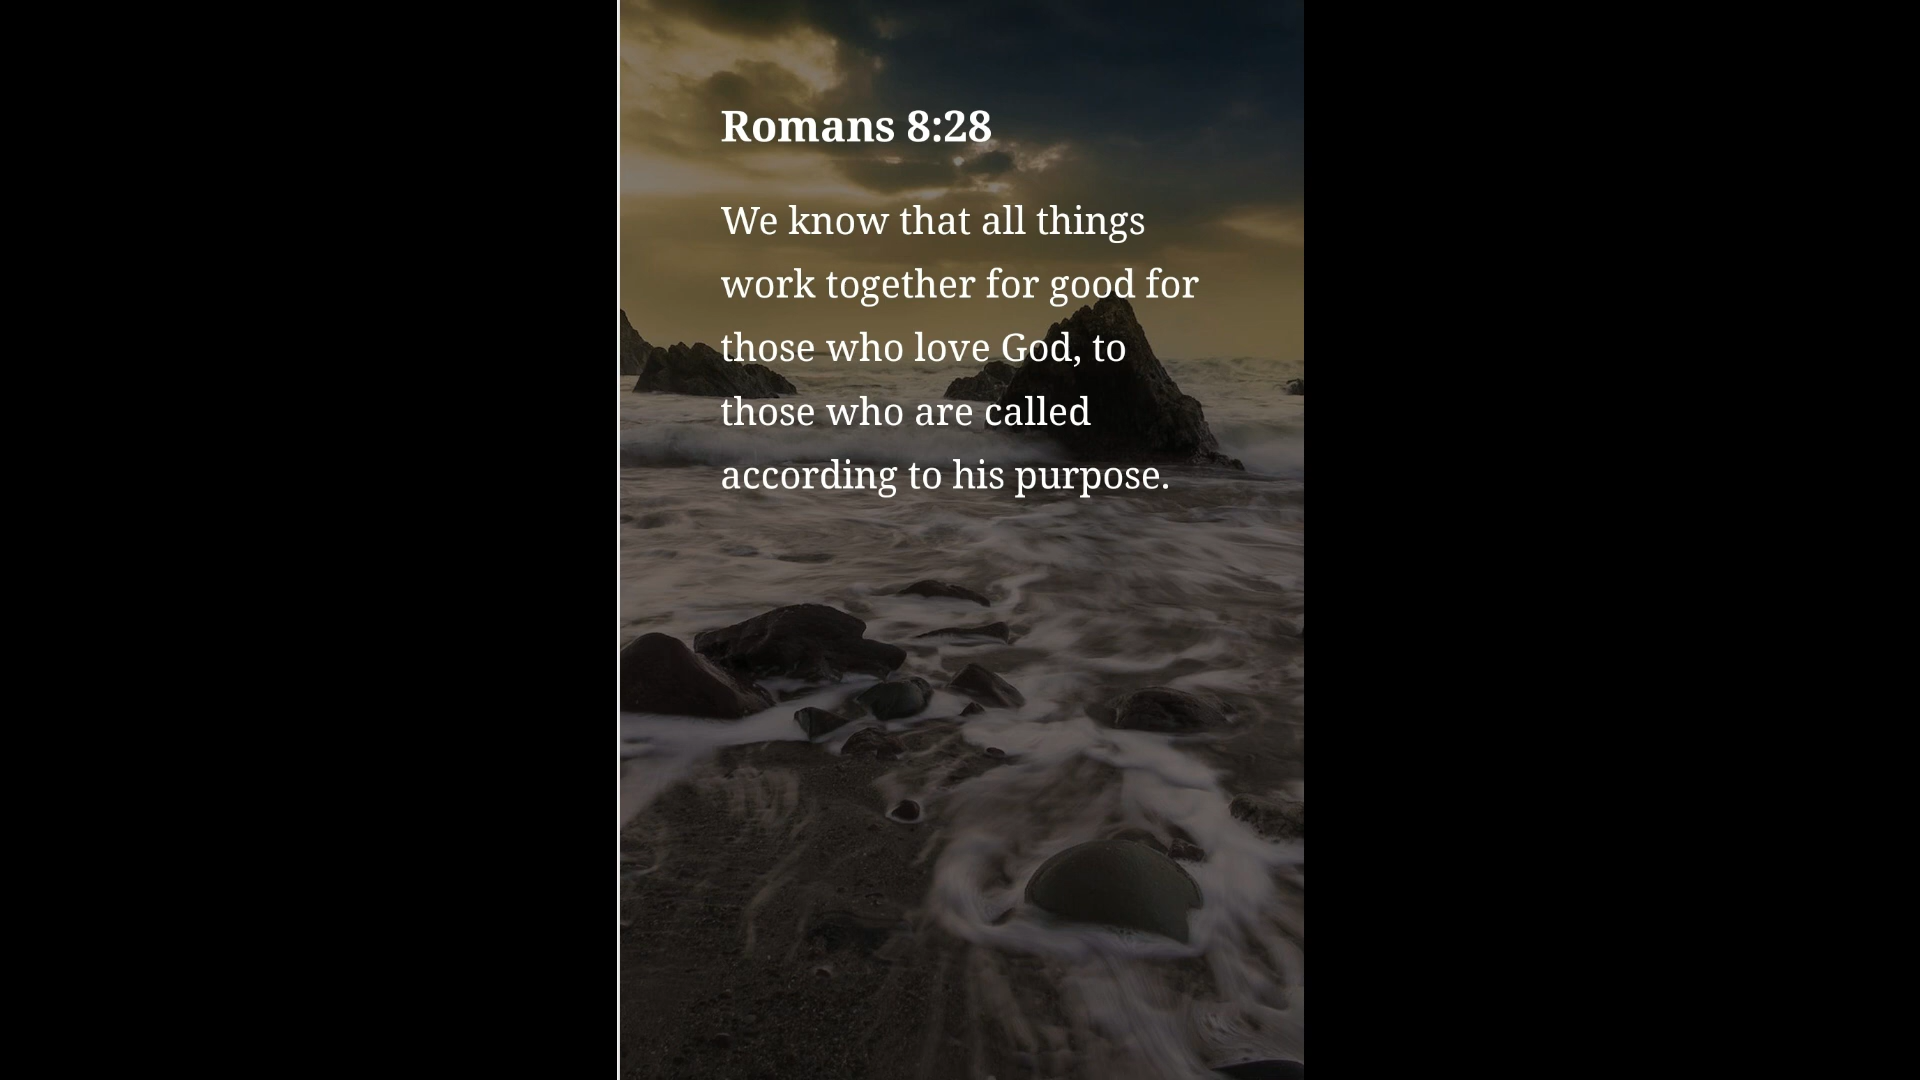 Romans 8:28
We know that all things
work together for good for
those who love God, to
those who are called
according to his purpose.